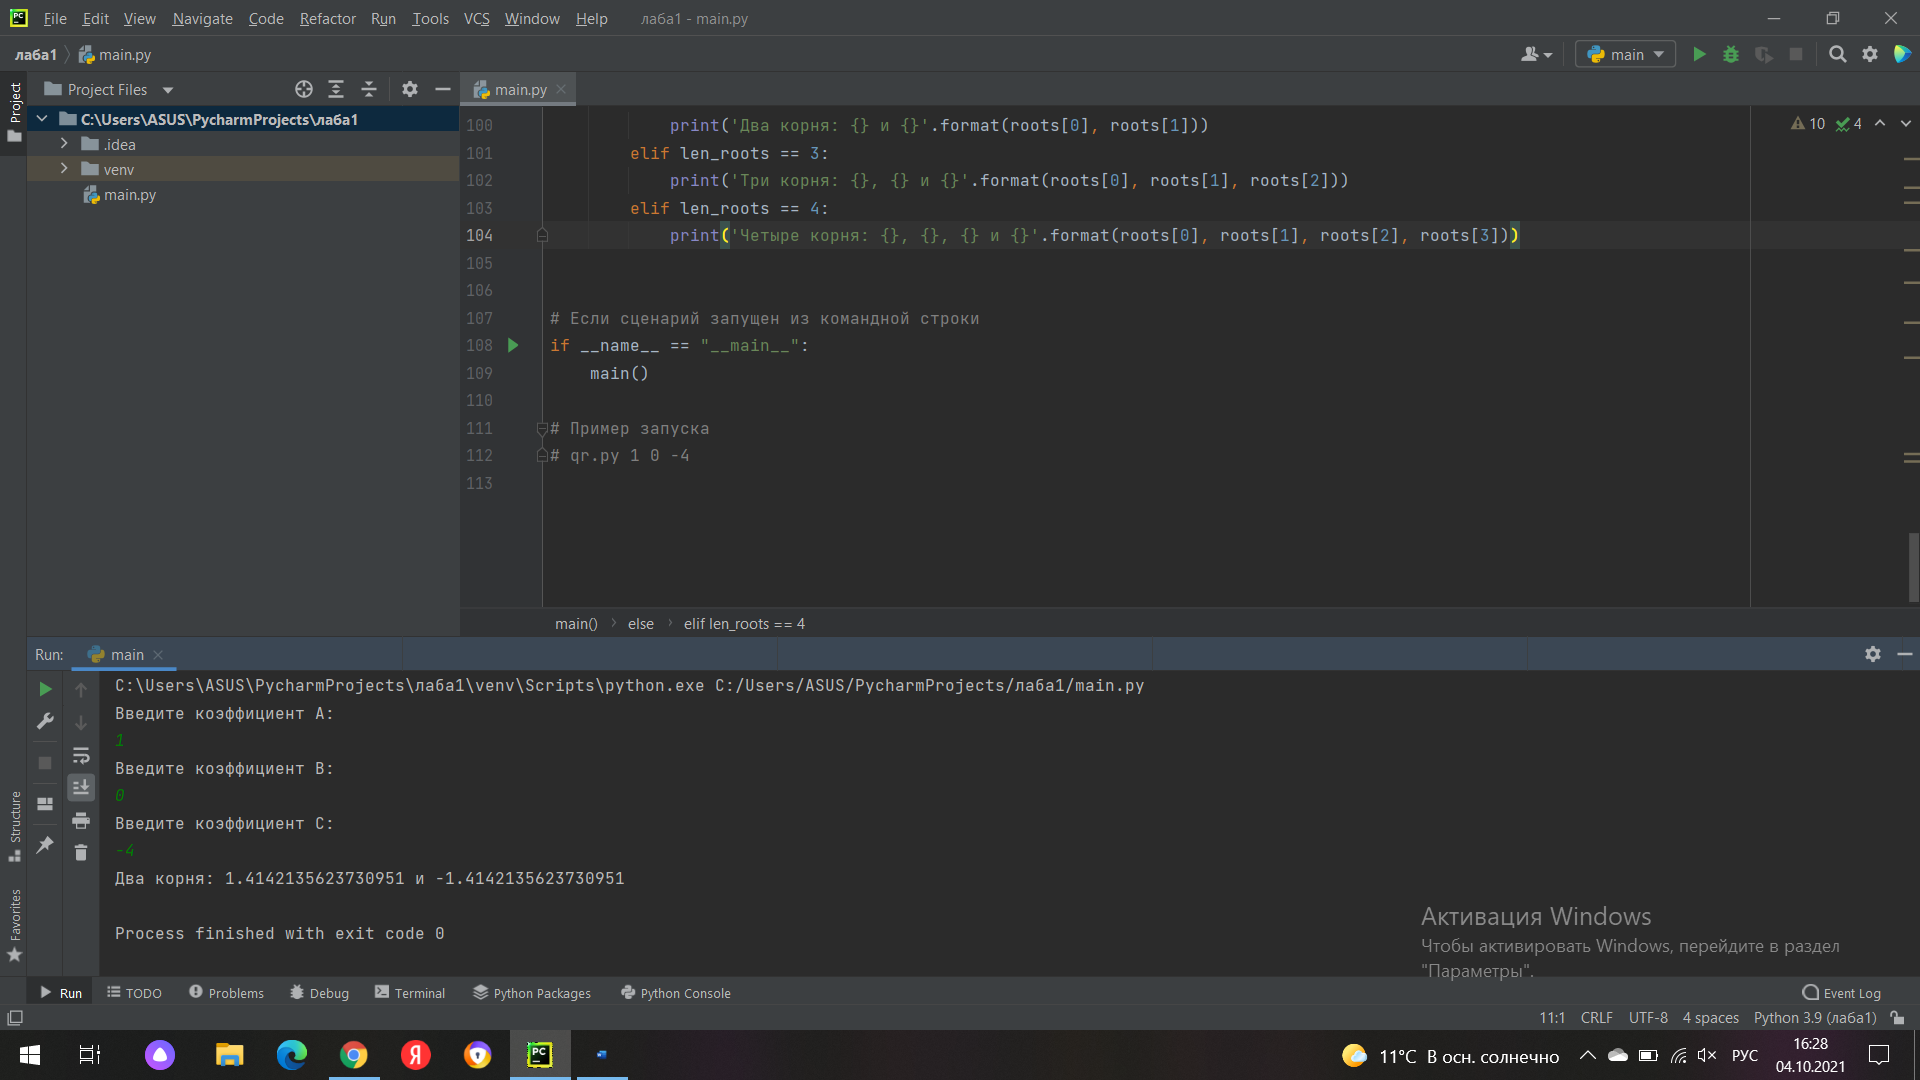 PC File Edit View Navigate Code Refactor Run Tools VCS Window Help лаба1 - main.py
лаба1 main.py main
Project
Project Files
main.py
C:\Users\ASUS\PycharmProjects\лаба1
.idea
venv
main.py
100 print('Два корня: {} и {}'.format(roots[0], roots[1]))
101 elif len_roots == 3:
102 print('Три корня: {}, {} и {}'.format(roots[0], roots[1], roots[2]))
103 elif len_roots == 4:
104 print('Четыре корня: {}, {}, {} и {}'.format(roots[0], roots[1], roots[2], roots[3]))
105
106
107 # Если сценарий запущен из командной строки
108 if __name__ == "__main__":
109 main()
110
111 # Пример запуска
112 # qr.py 1 0 -4
113
10 4
main() else elif len_roots == 4
Run: main
C:\Users\ASUS\PycharmProjects\лаба1\venv\Scripts\python.exe C:/Users/ASUS/PycharmProjects/лаба1/main.py
Введите коэффициент A:
1
Введите коэффициент B:
0
Введите коэффициент C:
-4
Два корня: 1.4142135623730951 и -1.4142135623730951
Process finished with exit code 0
Structure
Favorites
Активация Windows
Чтобы активировать Windows, перейдите в раздел
"Параметры".
Run TODO Problems Debug Terminal Python Packages Python Console Event Log
11:1 CRLF UTF-8 4 spaces Python 3.9 (лаба1)
Я PC 11°C В осн. солнечно РУС
16:28
04.10.2021